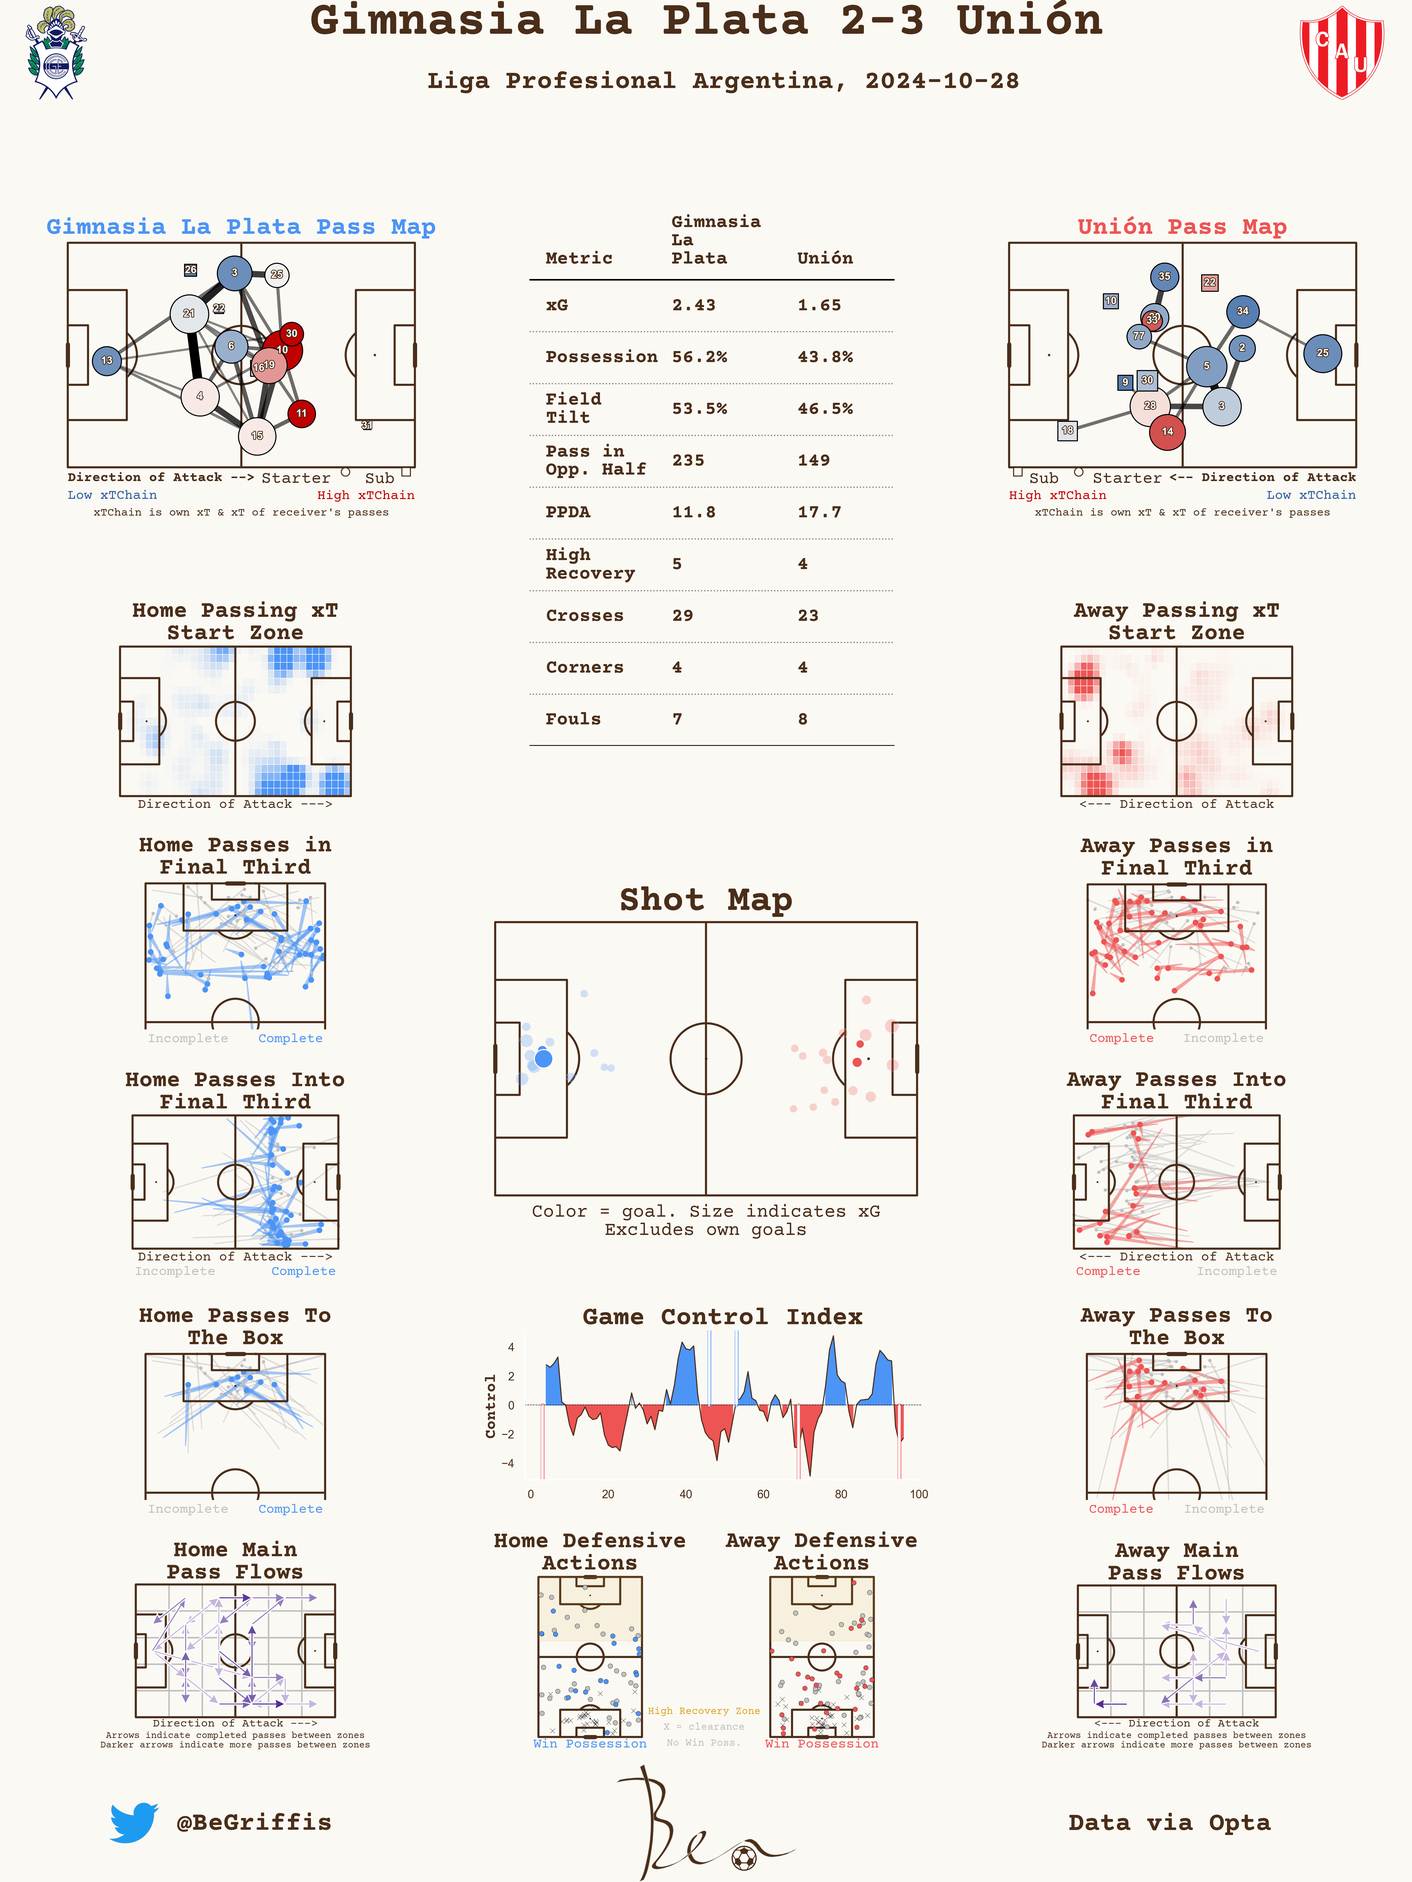 Gimnasia La Plata 2-3 Unión
Liga Profesional Argentina, 2024-10-28
C A U
Gimnasia La Plata Pass Map
26
3
25
21
22
30
6
10
13
16
19
4
11
15
31
Direction of Attack --> Starter Sub
Low xTChain High xTChain
xTChain is own xT & xT of receiver's passes
Metric Gimnasia La Plata Unión
xG 2.43 1.65
Possession 56.2% 43.8%
Field Tilt 53.5% 46.5%
Pass in Opp. Half 235 149
PPDA 11.8 17.7
High Recovery 5 4
Crosses 29 23
Corners 4 4
Fouls 7 8
Unión Pass Map
35
22
10
34
33
77
2
25
5
9
30
28
3
18
14
Sub Starter <-- Direction of Attack
High xTChain Low xTChain
xTChain is own xT & xT of receiver's passes
Home Passing xT
Start Zone
Direction of Attack --->
Away Passing xT
Start Zone
<--- Direction of Attack
Home Passes in
Final Third
Incomplete Complete
Away Passes in
Final Third
Complete Incomplete
Shot Map
Color = goal. Size indicates xG
Excludes own goals
Home Passes Into
Final Third
Direction of Attack --->
Incomplete Complete
Away Passes Into
Final Third
<--- Direction of Attack
Complete Incomplete
Home Passes To
The Box
Incomplete Complete
Game Control Index
Control
4
2
0
−2
−4
0 20 40 60 80 100
Away Passes To
The Box
Complete Incomplete
Home Main
Pass Flows
Direction of Attack --->
Arrows indicate completed passes between zones
Darker arrows indicate more passes between zones
Home Defensive
Actions
Win Possession
High Recovery Zone
X = clearance
No Win Poss.
Away Defensive
Actions
Win Possession
Away Main
Pass Flows
<--- Direction of Attack
Arrows indicate completed passes between zones
Darker arrows indicate more passes between zones
@BeGriffis
Ben
Data via Opta